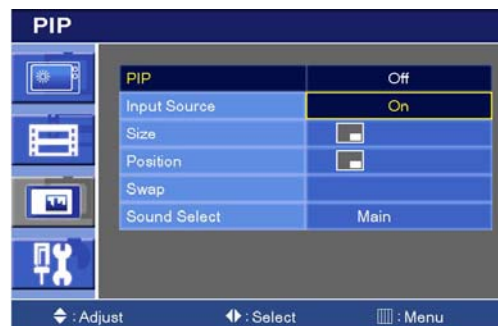 PIP
PIP Off
Input Source On
Size
Position
Swap
Sound Select Main
: Adjust : Select : Menu